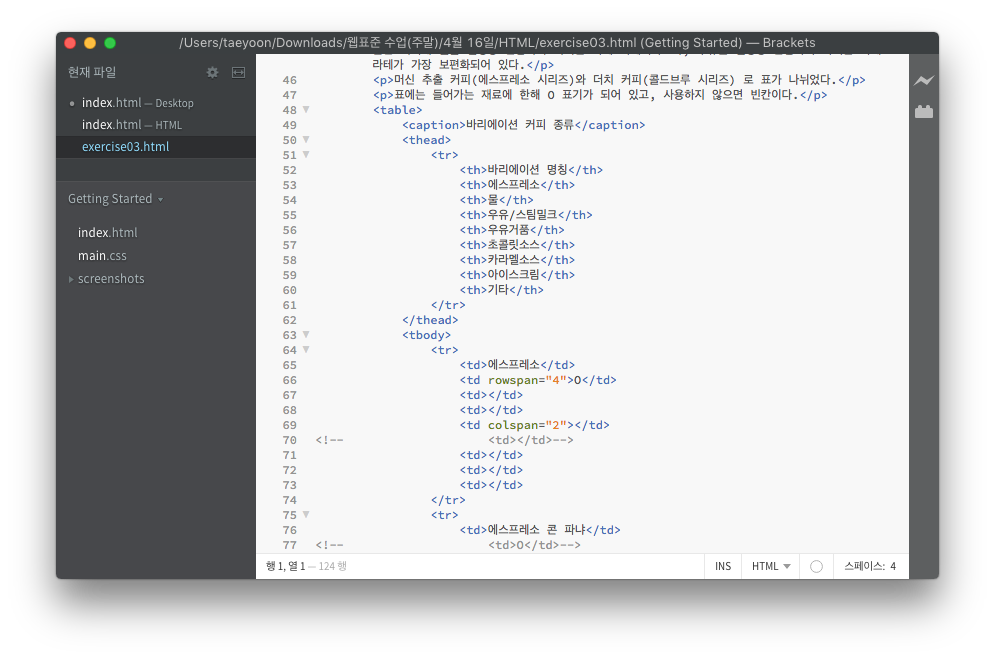 /Users/taeyoon/Downloads/웹표준 수업(주말)/4월 16일/HTML/exercise03.html (Getting Started) — Brackets
현재 파일
• index.html — Desktop
index.html — HTML
exercise03.html
Getting Started
index.html
main.css
screenshots
라테가 가장 보편화되어 있다.</p>
46 <p>머신 추출 커피(에스프레소 시리즈)와 더치 커피(콜드브루 시리즈) 로 표가 나뉘었다.</p>
47 <p>표에는 들어가는 재료에 한해 O 표기가 되어 있고, 사용하지 않으면 빈칸이다.</p>
48 <table>
49 <caption>바리에이션 커피 종류</caption>
50 <thead>
51 <tr>
52 <th>바리에이션 명칭</th>
53 <th>에스프레소</th>
54 <th>물</th>
55 <th>우유/스팀밀크</th>
56 <th>우유거품</th>
57 <th>초콜릿소스</th>
58 <th>카라멜소스</th>
59 <th>아이스크림</th>
60 <th>기타</th>
61 </tr>
62 </thead>
63 <tbody>
64 <tr>
65 <td>에스프레소</td>
66 <td rowspan="4">O</td>
67 <td></td>
68 <td></td>
69 <td colspan="2"></td>
70 <!-- <td></td>-->
71 <td></td>
72 <td></td>
73 <td></td>
74 </tr>
75 <tr>
76 <td>에스프레소 콘 파냐</td>
77 <!-- <td>O</td>-->
행 1, 열 1 — 124 행
INS
HTML
스페이스: 4